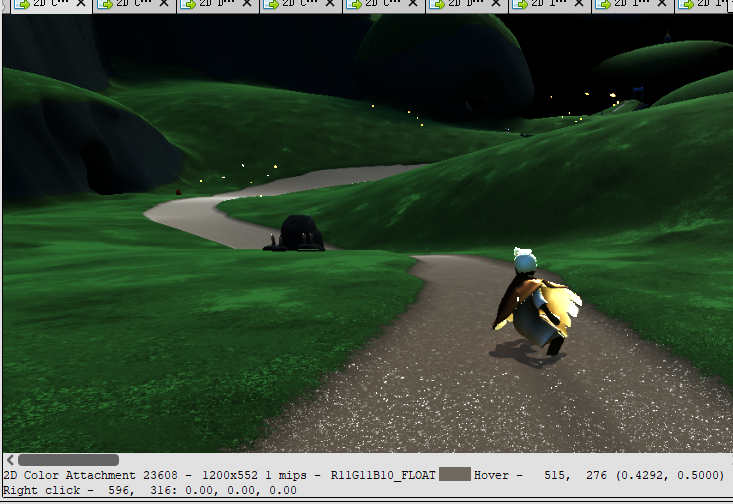 2D C··· 2D C··· 2D D··· 2D C··· 2D C··· 2D D··· 2D I··· 2D I··· 2D I
2D Color Attachment 23608 - 1200x552 1 mips - R11G11B10_FLOAT Hover - 515, 276 (0.4292, 0.5000)
Right click - 596, 316: 0.00, 0.00, 0.00